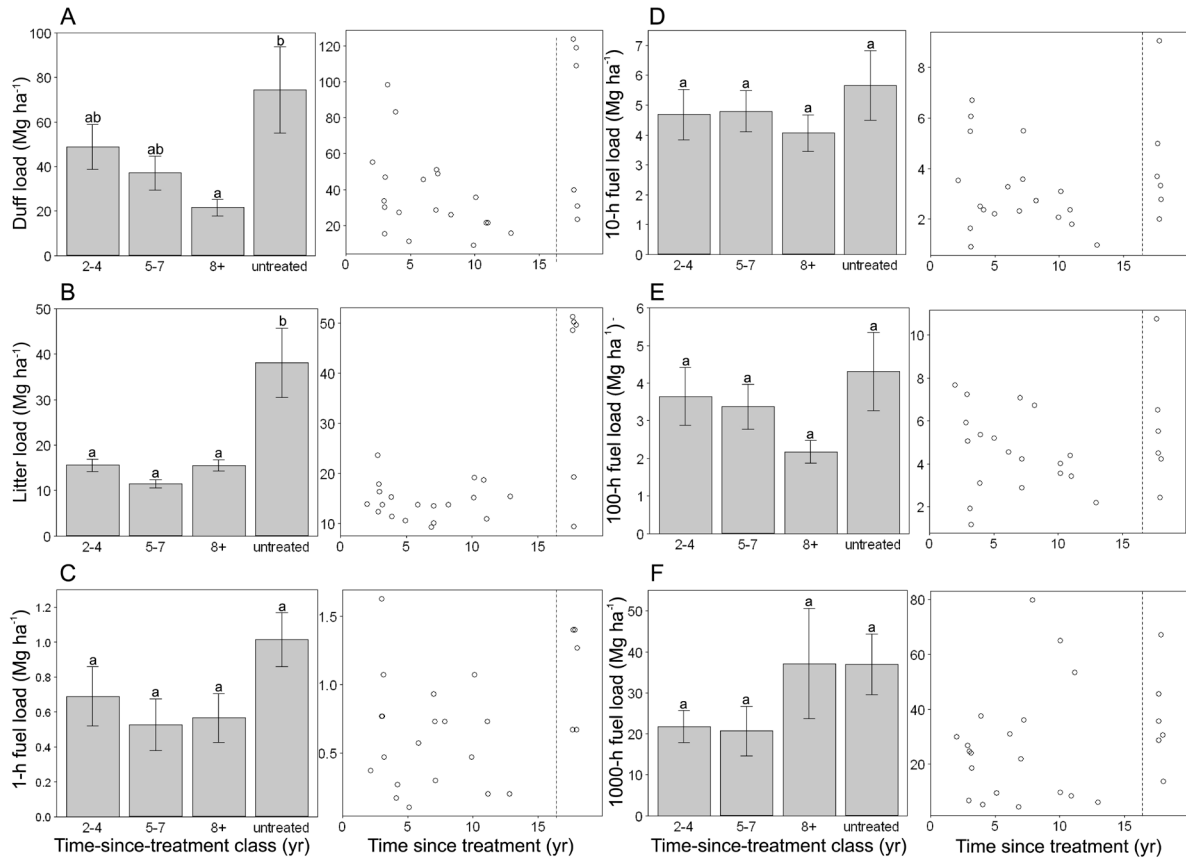 A
Duff load (Mg ha⁻¹)
100
80
60
40
20
0
ab
ab
a
b
2-4 5-7 8+ untreated
120
100
80
60
40
20
0 5 10 15
B
Litter load (Mg ha⁻¹)
50
40
30
20
10
0
a
a
a
b
2-4 5-7 8+ untreated
50
40
30
20
10
0 5 10 15
C
1-h fuel load (Mg ha⁻¹)
1.2
1.0
0.8
0.6
0.4
0.2
0.0
a
a
a
a
2-4 5-7 8+ untreated
Time-since-treatment class (yr)
1.5
1.0
0.5
0 5 10 15
Time since treatment (yr)
D
10-h fuel load (Mg ha⁻¹)
7
6
5
4
3
2
1
0
a
a
a
a
2-4 5-7 8+ untreated
8
6
4
2
0 5 10 15
E
100-h fuel load (Mg ha¹) -
6
5
4
3
2
1
0
a
a
a
a
2-4 5-7 8+ untreated
10
8
6
4
2
0 5 10 15
F
1000-h fuel load (Mg ha⁻¹)
50
40
30
20
10
0
a
a
a
a
2-4 5-7 8+ untreated
Time-since-treatment class (yr)
80
60
40
20
0 5 10 15
Time since treatment (yr)